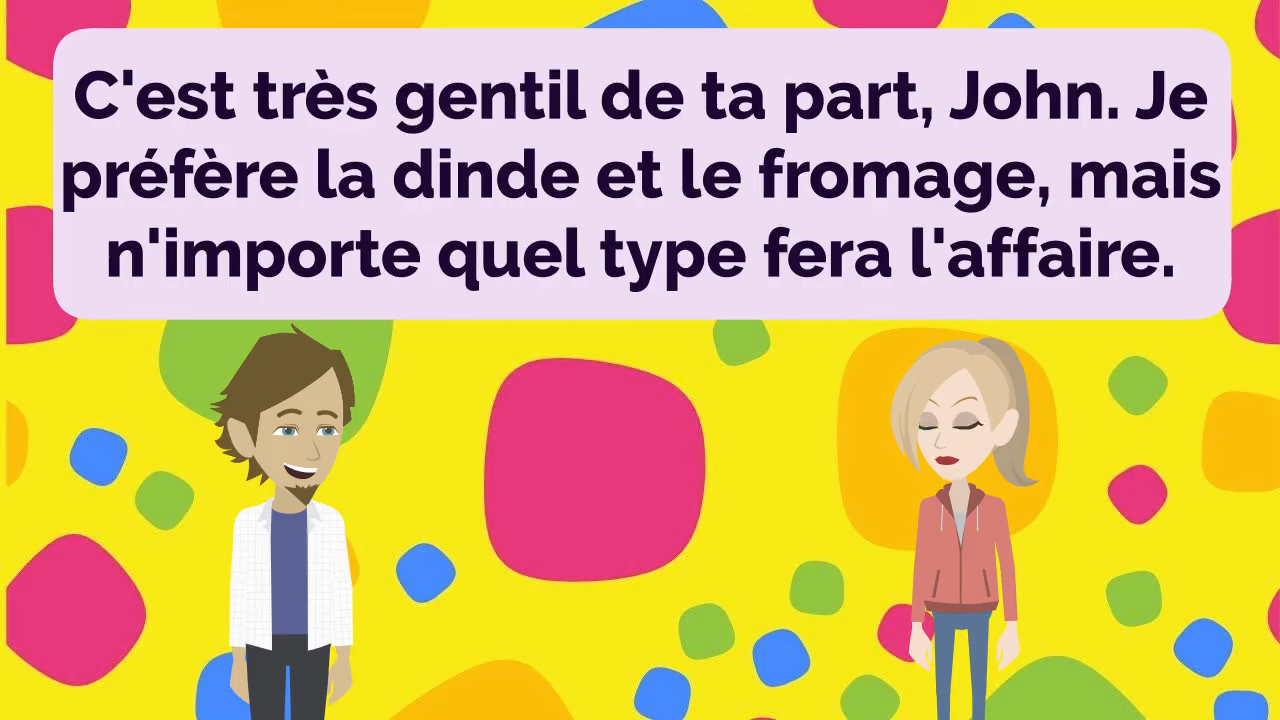 C'est très gentil de ta part, John. Je
préfère la dinde et le fromage, mais
n'importe quel type fera l'affaire.